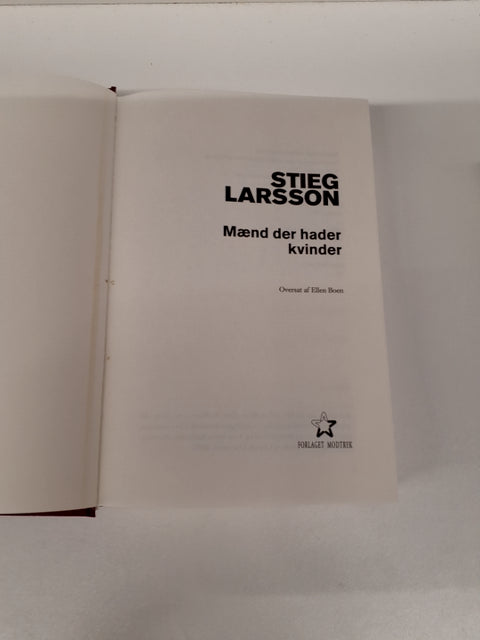 STIEG
LARSSON
Mænd der hader
kvinder
Oversat af Ellen Boen
FORLAGET MODTRYK